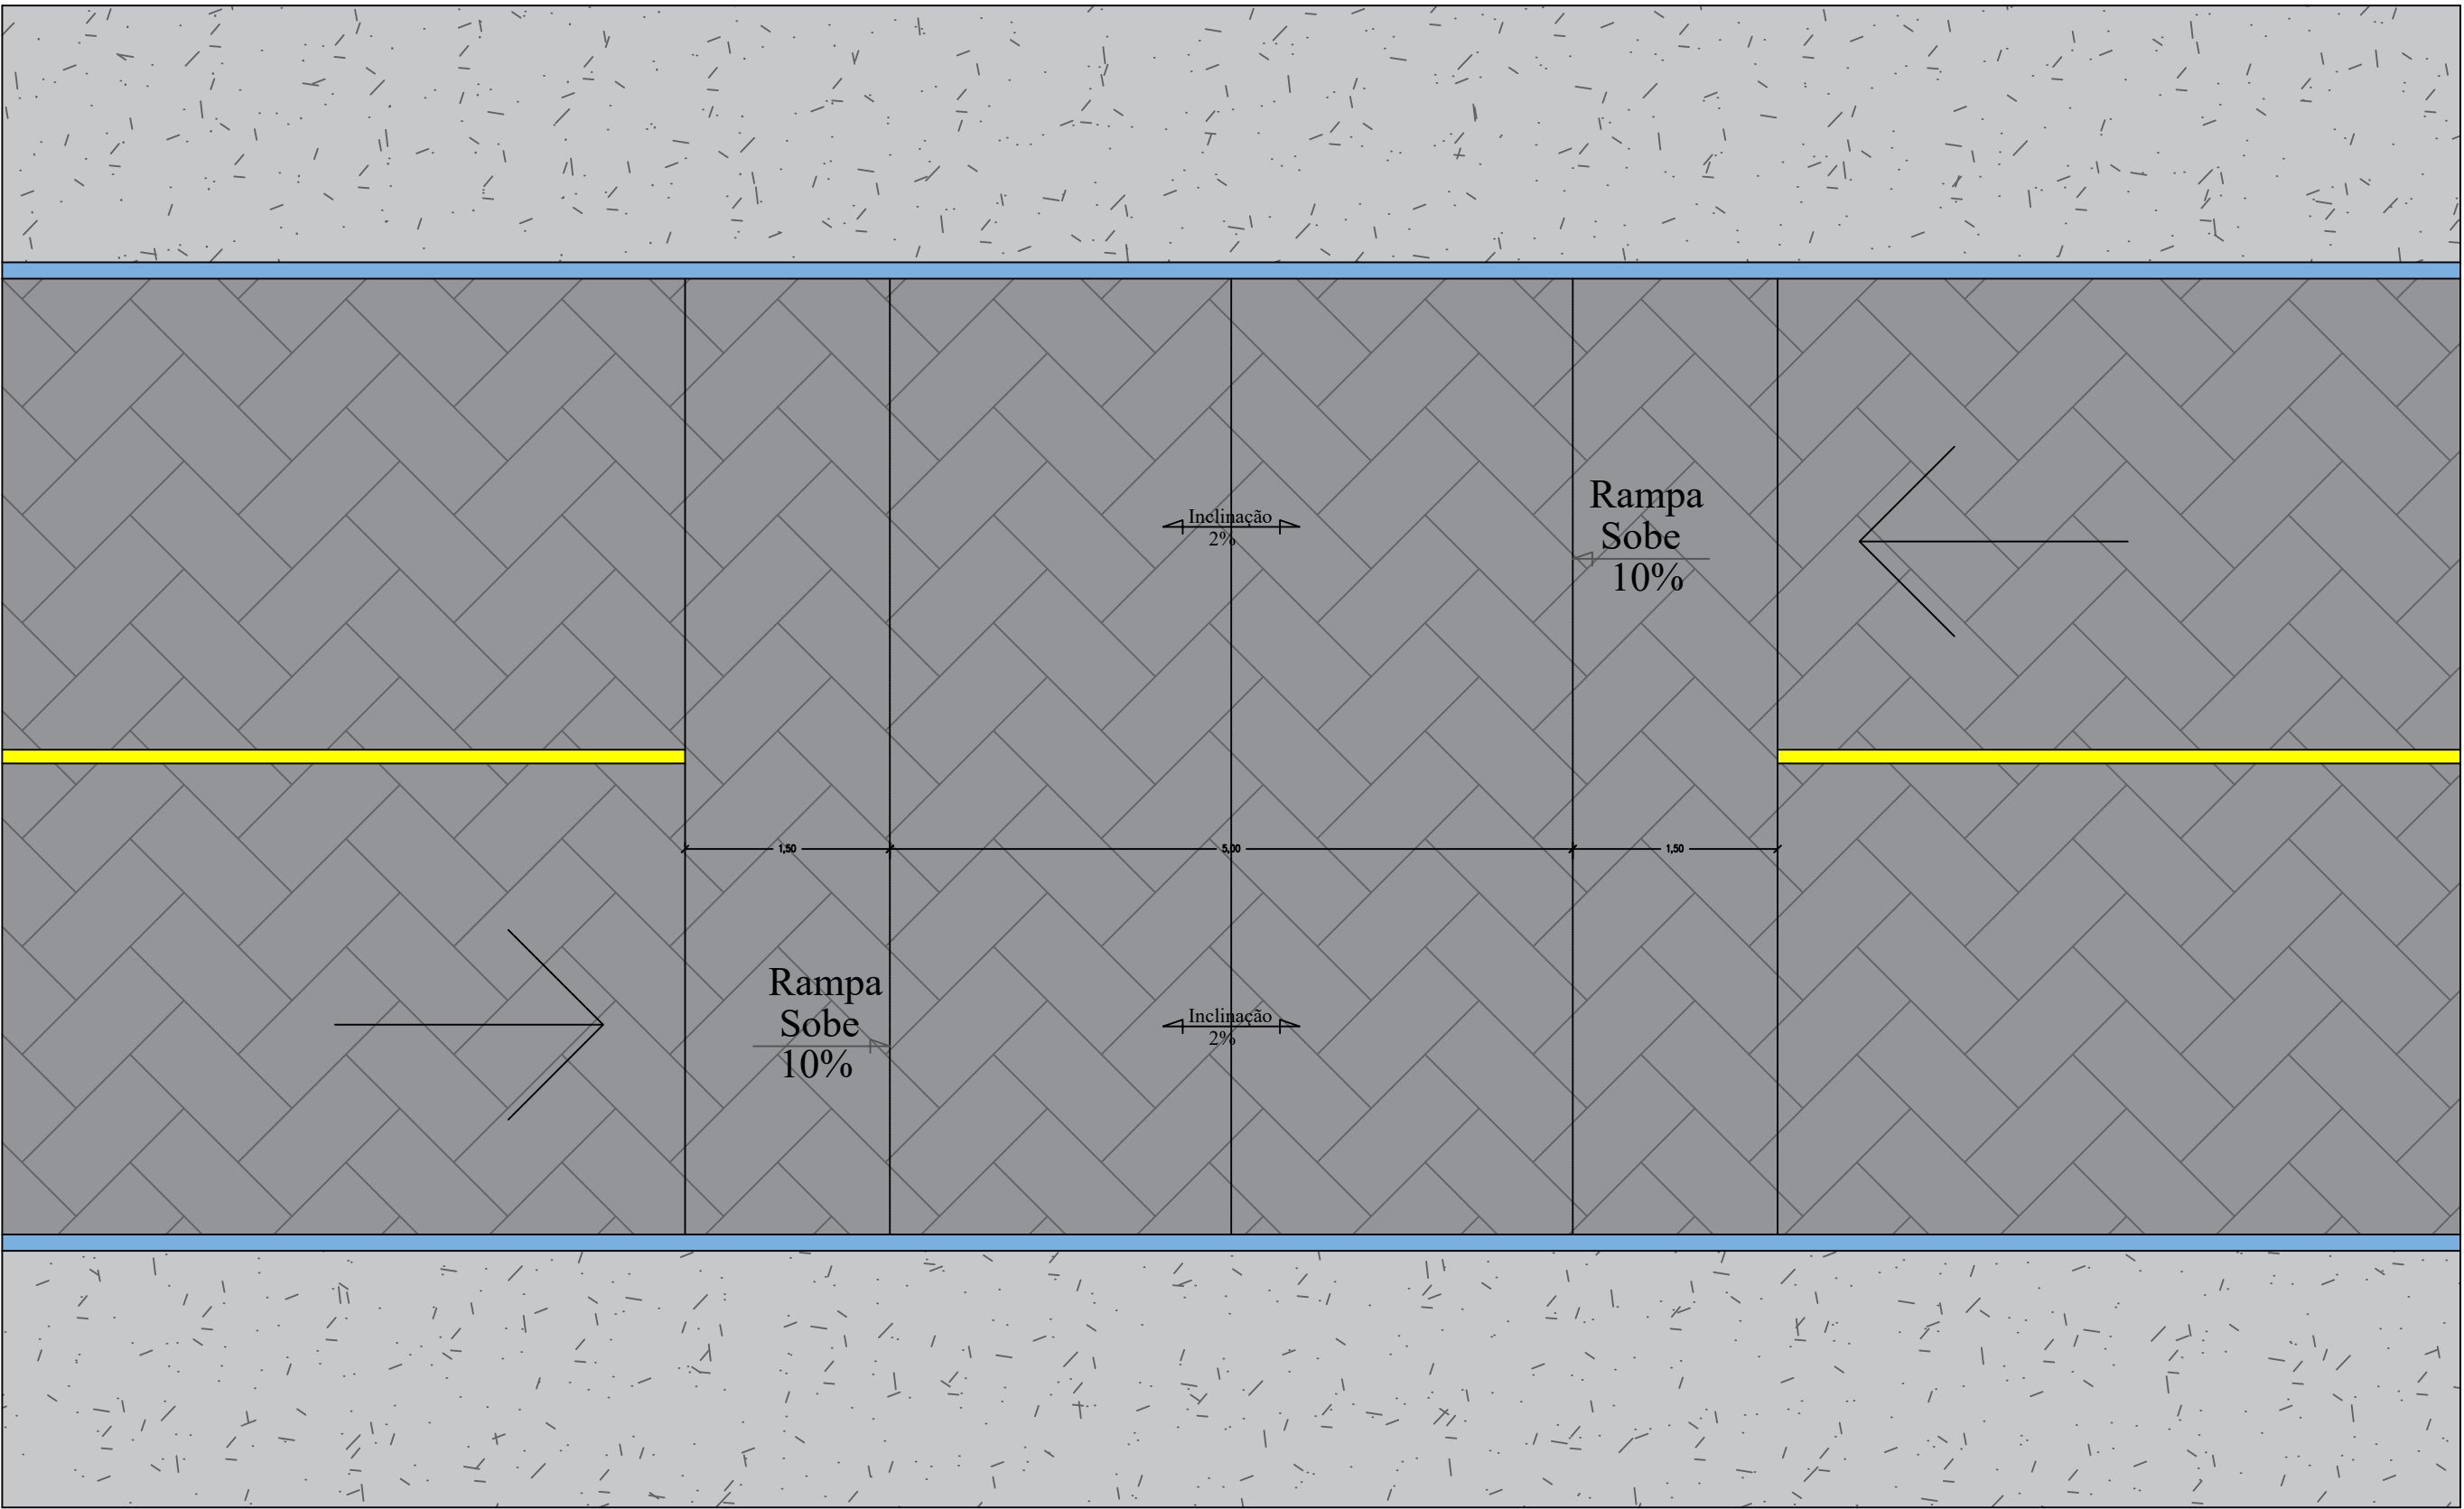 Rampa
Sobe
10%
Inclinação
2%
1,50
5,00
1,50
Rampa
Sobe
10%
Inclinação
2%